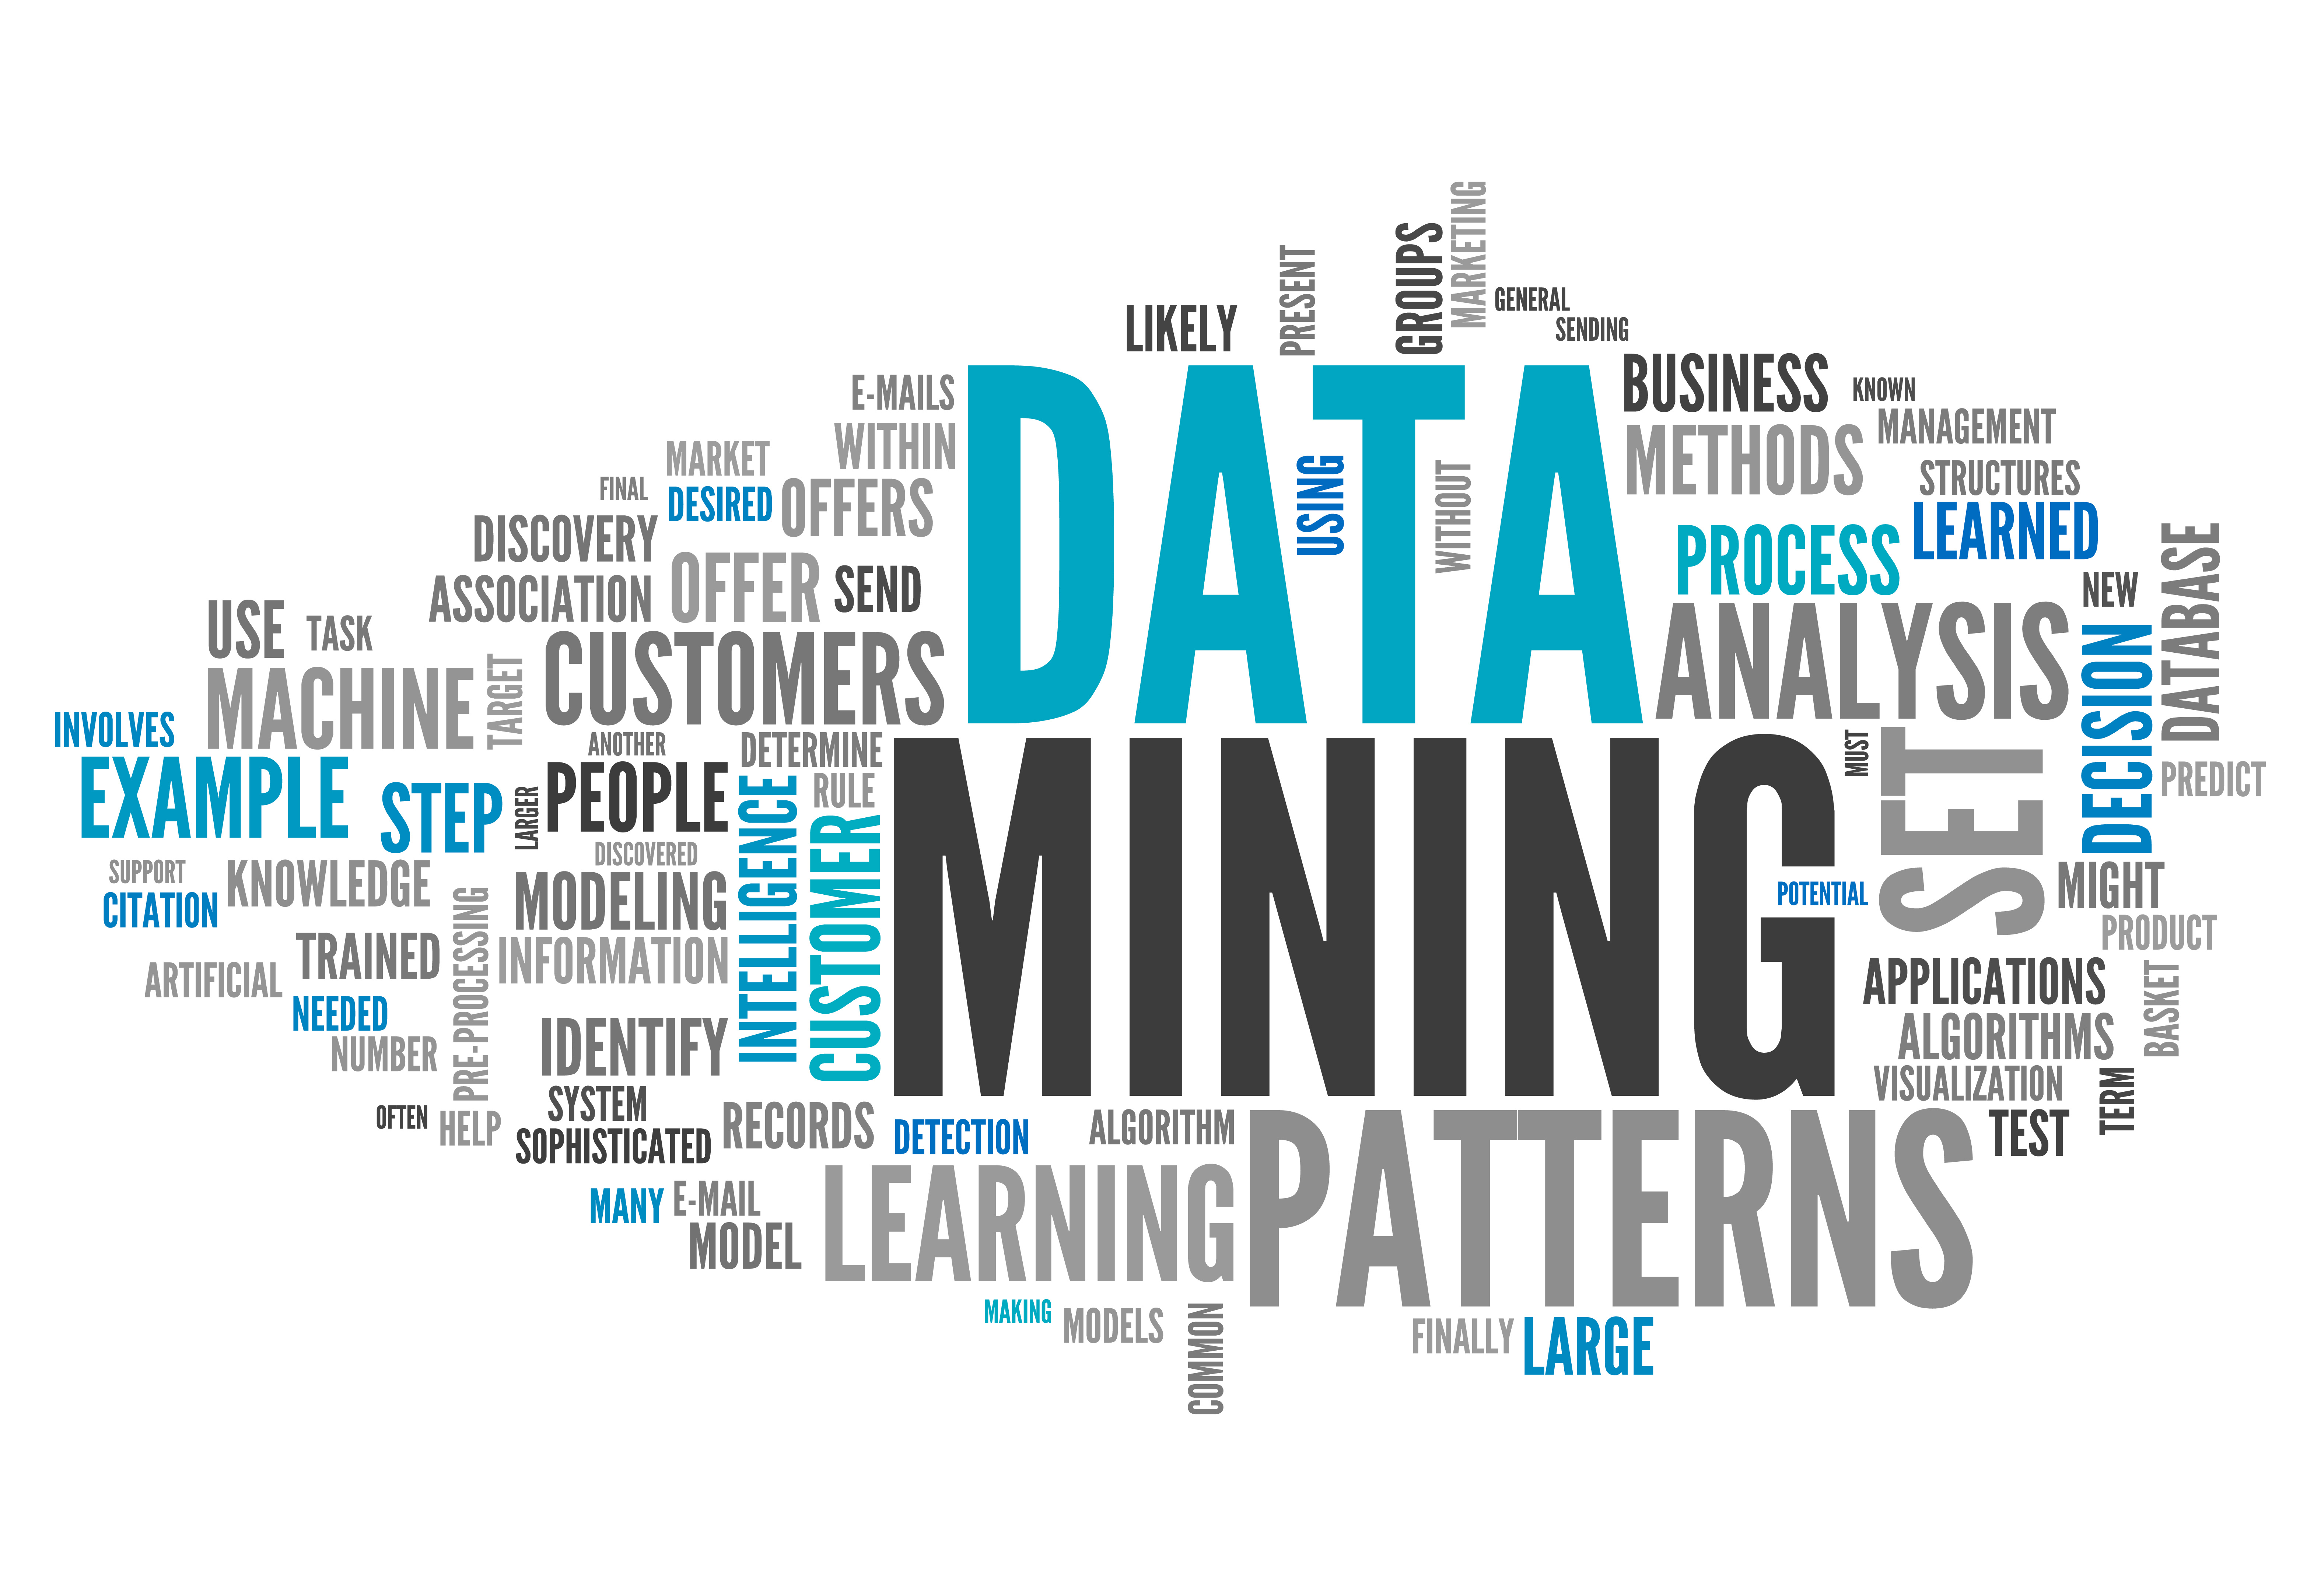 MARKETING
GROUPS
PRESENT
GENERAL
LIKELY
SENDING
E-MAILS
DATA
BUSINESS
KNOWN
MANAGEMENT
WITHIN
METHODS
MARKET
USING
WITHOUT
STRUCTURES
FINAL
DESIRED
OFFERS
LEARNED
DISCOVERY
PROCESS
DATABASE
ASSOCIATION
OFFER
SEND
NEW
USE
TASK
CUSTOMERS
ANALYSIS
MACHINE
TARGET
DECISION
INVOLVES
ANOTHER
DETERMINE
MINING
MUST
SET
PREDICT
EXAMPLE
STEP
LARGER
PEOPLE
INTELLIGENCE
RULE
CUSTOMER
DISCOVERED
SUPPORT
KNOWLEDGE
MODELING
POTENTIAL
MIGHT
CITATION
PRE-PROCESSING
PRODUCT
TRAINED
INFORMATION
ARTIFICIAL
APPLICATIONS
BASKET
NEEDED
NUMBER
IDENTIFY
ALGORITHMS
VISUALIZATION
TERM
OFTEN
HELP
SYSTEM
RECORDS
DETECTION
ALGORITHM
PATTERNS
TEST
SOPHISTICATED
LEARNING
MANY
E-MAIL
MODEL
MAKING
MODELS
COMMON
FINALLY
LARGE